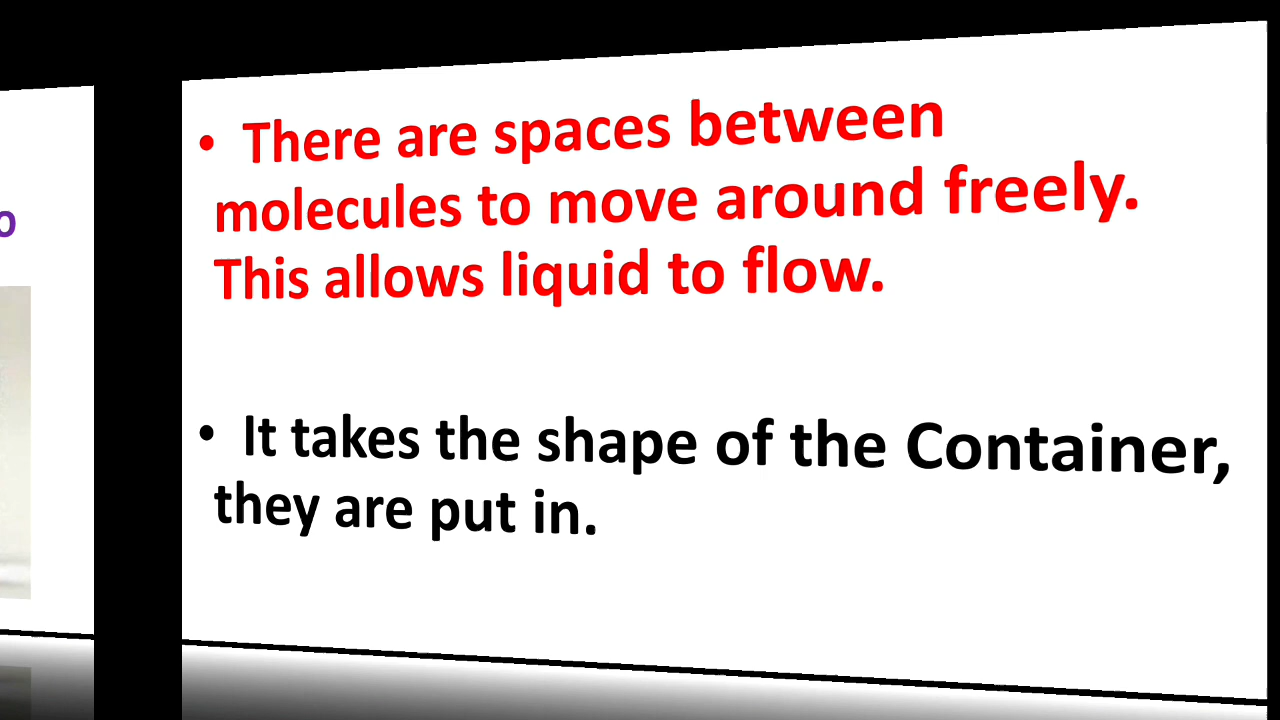 • There are spaces between
molecules to move around freely.
This allows liquid to flow.
• It takes the shape of the Container,
they are put in.